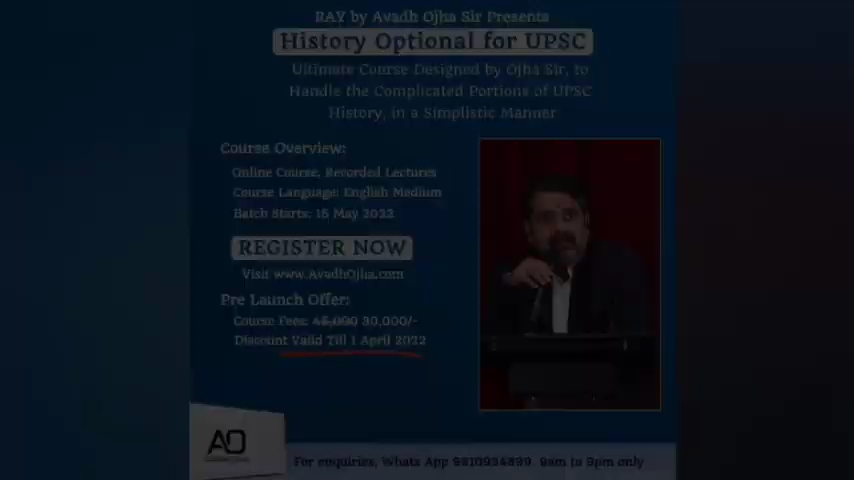 RAY by Avadh Ojha Sir Presents
History Optional for UPSC
Ultimate Course Designed by Ojha Sir, to
Handle the Complicated Portions of UPSC
History, in a Simplistic Manner
Course Overview:
Online Course, Recorded Lectures
Course Language: English Medium
Batch Starts: 15 May 2022
REGISTER NOW
Visit www.AvadhOjha.com
Pre Launch Offer:
Course Fees: 45,000 30,000/-
Discount Valid Till 1 April 2022
AO
For enquiries, Whats App 9810934899. 9am to 9pm only